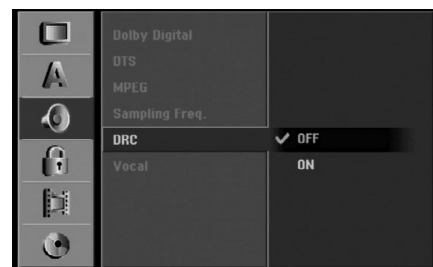 A
Dolby Digital
DTS
MPEG
Sampling Freq.
DRC
✓ OFF
ON
Vocal